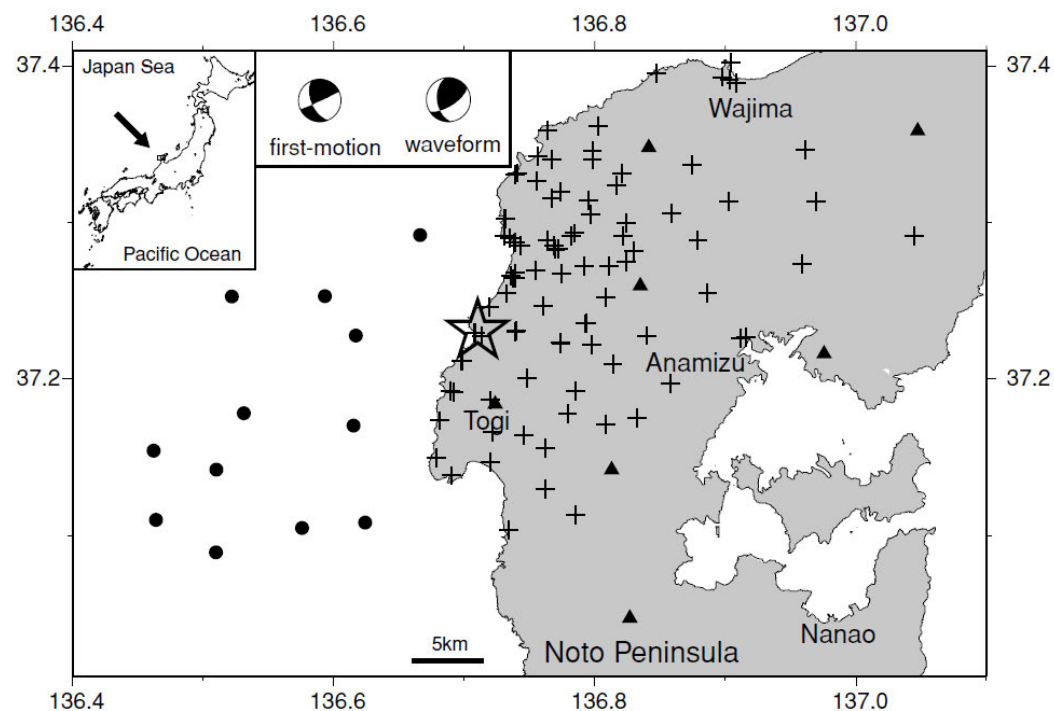 136.4 136.6 136.8 137.0
37.4 37.4
Japan Sea
Pacific Ocean
first-motion waveform
Wajima
Anamizu
37.2 37.2
Togi
5km
Noto Peninsula
Nanao
136.4 136.6 136.8 137.0